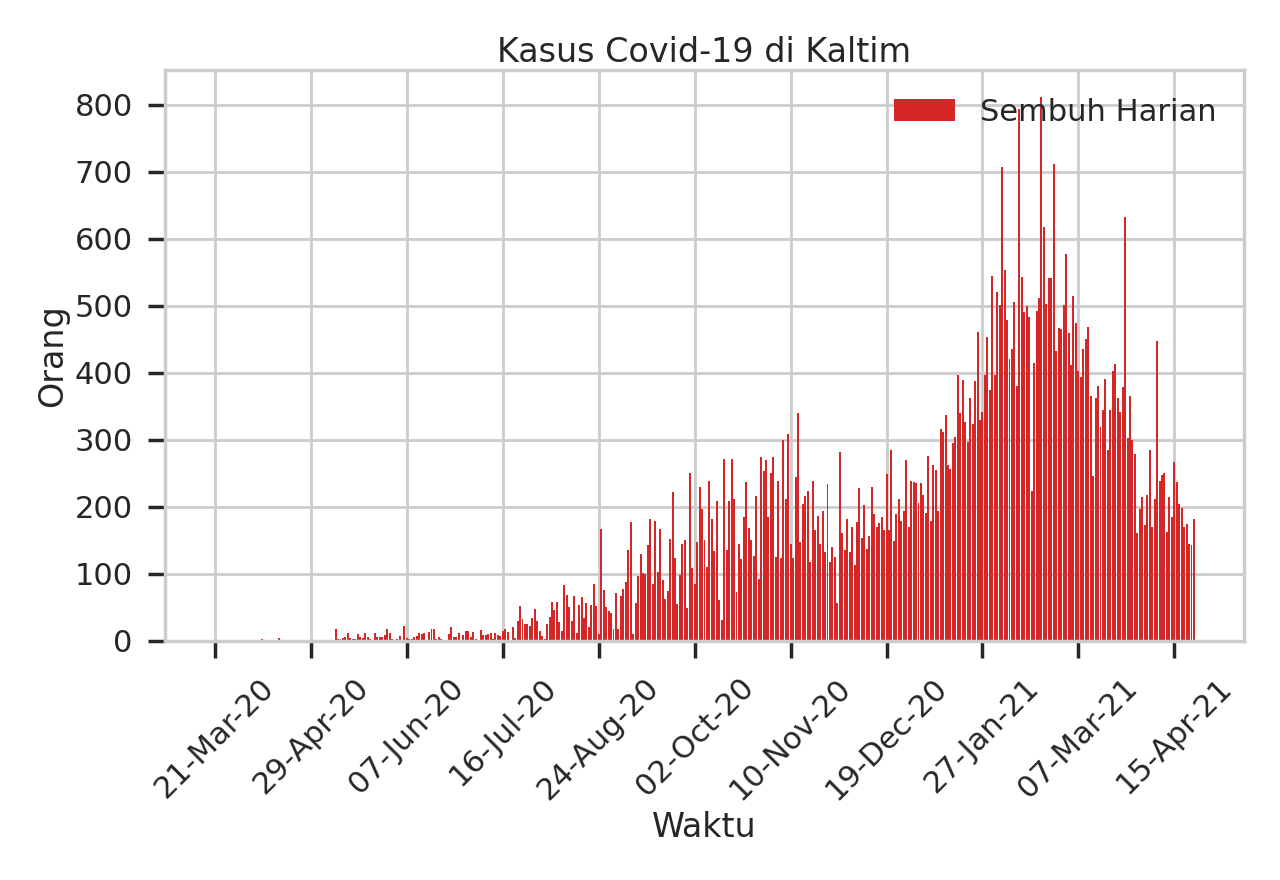 Kasus Covid-19 di Kaltim
Sembuh Harian
800
700
600
500
400
300
200
100
0
Orang
21-Mar-20
29-Apr-20
07-Jun-20
16-Jul-20
24-Aug-20
02-Oct-20
10-Nov-20
19-Dec-20
27-Jan-21
07-Mar-21
15-Apr-21
Waktu